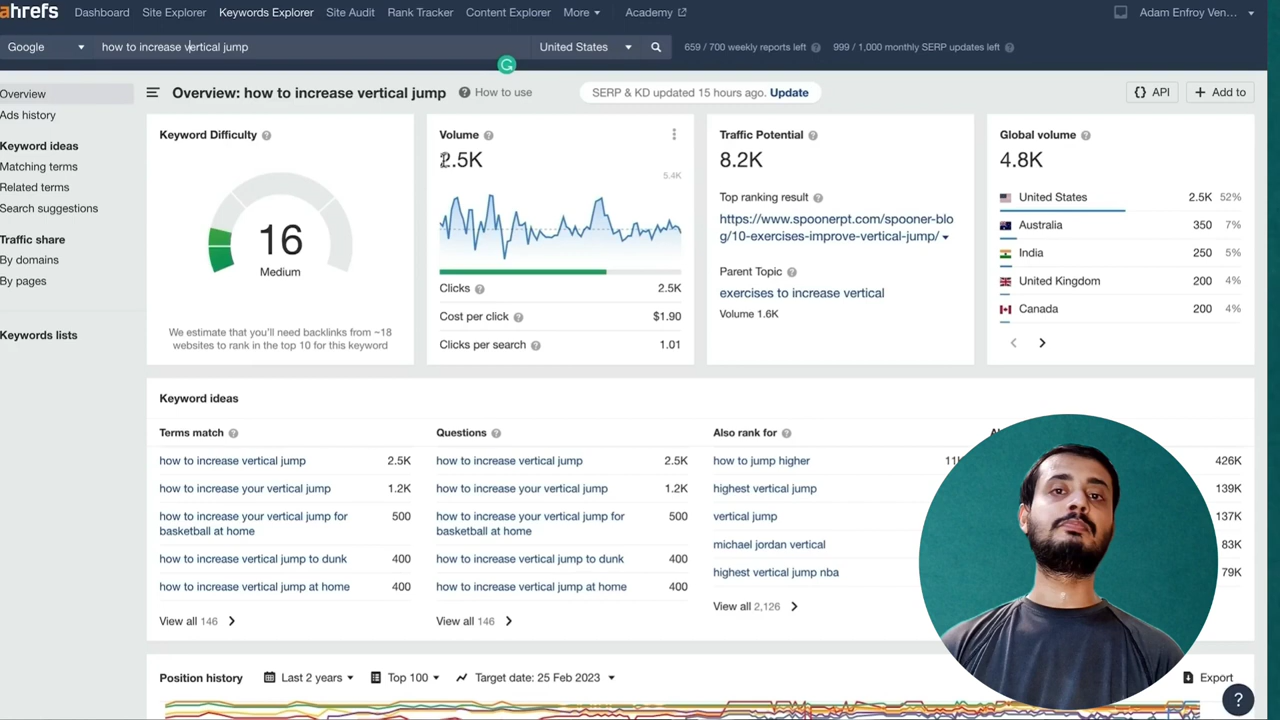 ahrefs
Dashboard Site Explorer Keywords Explorer Site Audit Rank Tracker Content Explorer More Academy Adam Enfroy Ven...
Google how to increase vertical jump United States 659 / 700 weekly reports left 999 / 1,000 monthly SERP updates left
Overview
Ads history
Keyword ideas
Matching terms
Related terms
Search suggestions
Traffic share
By domains
By pages
Keywords lists
Overview: how to increase vertical jump How to use SERP & KD updated 15 hours ago. Update {} API + Add to
Keyword Difficulty
16
Medium
We estimate that you'll need backlinks from ~18
websites to rank in the top 10 for this keyword
Volume
2.5K
5.4K
Clicks 2.5K
Cost per click $1.90
Clicks per search 1.01
Traffic Potential
8.2K
Top ranking result
https://www.spoonerpt.com/spooner-blo
g/10-exercises-improve-vertical-jump/
Parent Topic
exercises to increase vertical
Volume 1.6K
Global volume
4.8K
United States 2.5K 52%
Australia 350 7%
India 250 5%
United Kingdom 200 4%
Canada 200 4%
Keyword ideas
Terms match
how to increase vertical jump 2.5K
how to increase your vertical jump 1.2K
how to increase your vertical jump for 500
basketball at home
how to increase vertical jump to dunk 400
how to increase vertical jump at home 400
View all 146
Questions
how to increase vertical jump 2.5K
how to increase your vertical jump 1.2K
how to increase your vertical jump for 500
basketball at home
how to increase vertical jump to dunk 400
how to increase vertical jump at home 400
View all 146
Also rank for
how to jump higher
highest vertical jump
vertical jump
michael jordan vertical
highest vertical jump nba
View all 2,126
426K
139K
137K
83K
79K
Position history Last 2 years Top 100 Target date: 25 Feb 2023 Export
?